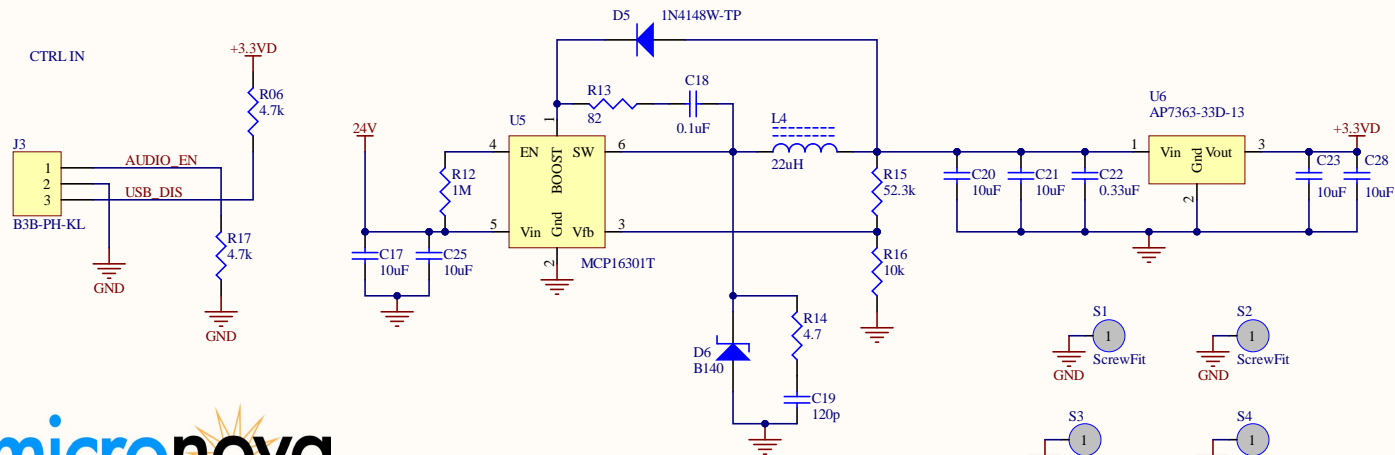 CTRL IN
+3.3VD
R06
4.7k
J3
1
2
3
AUDIO_EN
USB_DIS
B3B-PH-KL
R17
4.7k
GND
GND
D5
1N4148W-TP
R13
82
C18
0.1uF
24V
U5
1
4
EN
SW
6
BOOST
R12
1M
5
Vin
Gnd
Vfb
3
2
MCP16301T
C17
10uF
C25
10uF
L4
22uH
R15
52.3k
R16
10k
D6
B140
R14
4.7
C19
120p
C20
10uF
C21
10uF
C22
0.33uF
U6
AP7363-33D-13
1
Vin
Gnd
Vout
3
2
+3.3VD
C23
10uF
C28
10uF
S1
1
ScrewFit
GND
S2
1
ScrewFit
GND
S3
1
S4
1
micronova